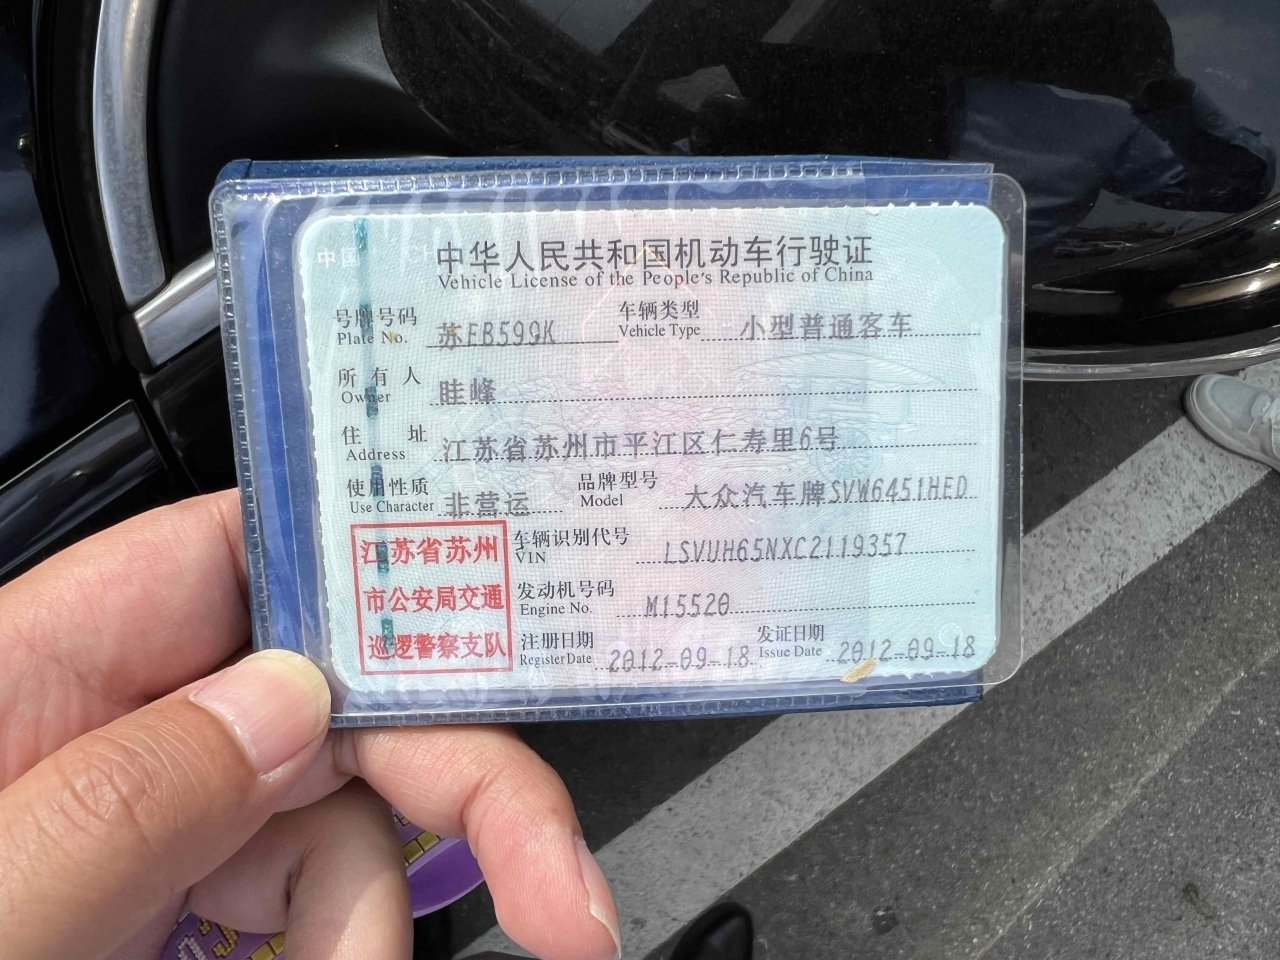 中华人民共和国机动车行驶证
Vehicle License of the People's Republic of China
号牌号码 苏FB599K 车辆类型 小型普通客车
Plate No. Vehicle Type
所有人 眭峰
Owner
住址 江苏省苏州市平江区仁寿里6号
Address
使用性质 非营运 品牌型号 大众汽车牌SVW6451HED
Use Character Model
江苏省苏州 车辆识别代号 LSVUH65NXC2119357
VIN
市公安局交通 发动机号码 M15520
Engine No.
巡逻警察支队 注册日期 2012-09-18 发证日期 2012-09-18
Register Date Issue Date